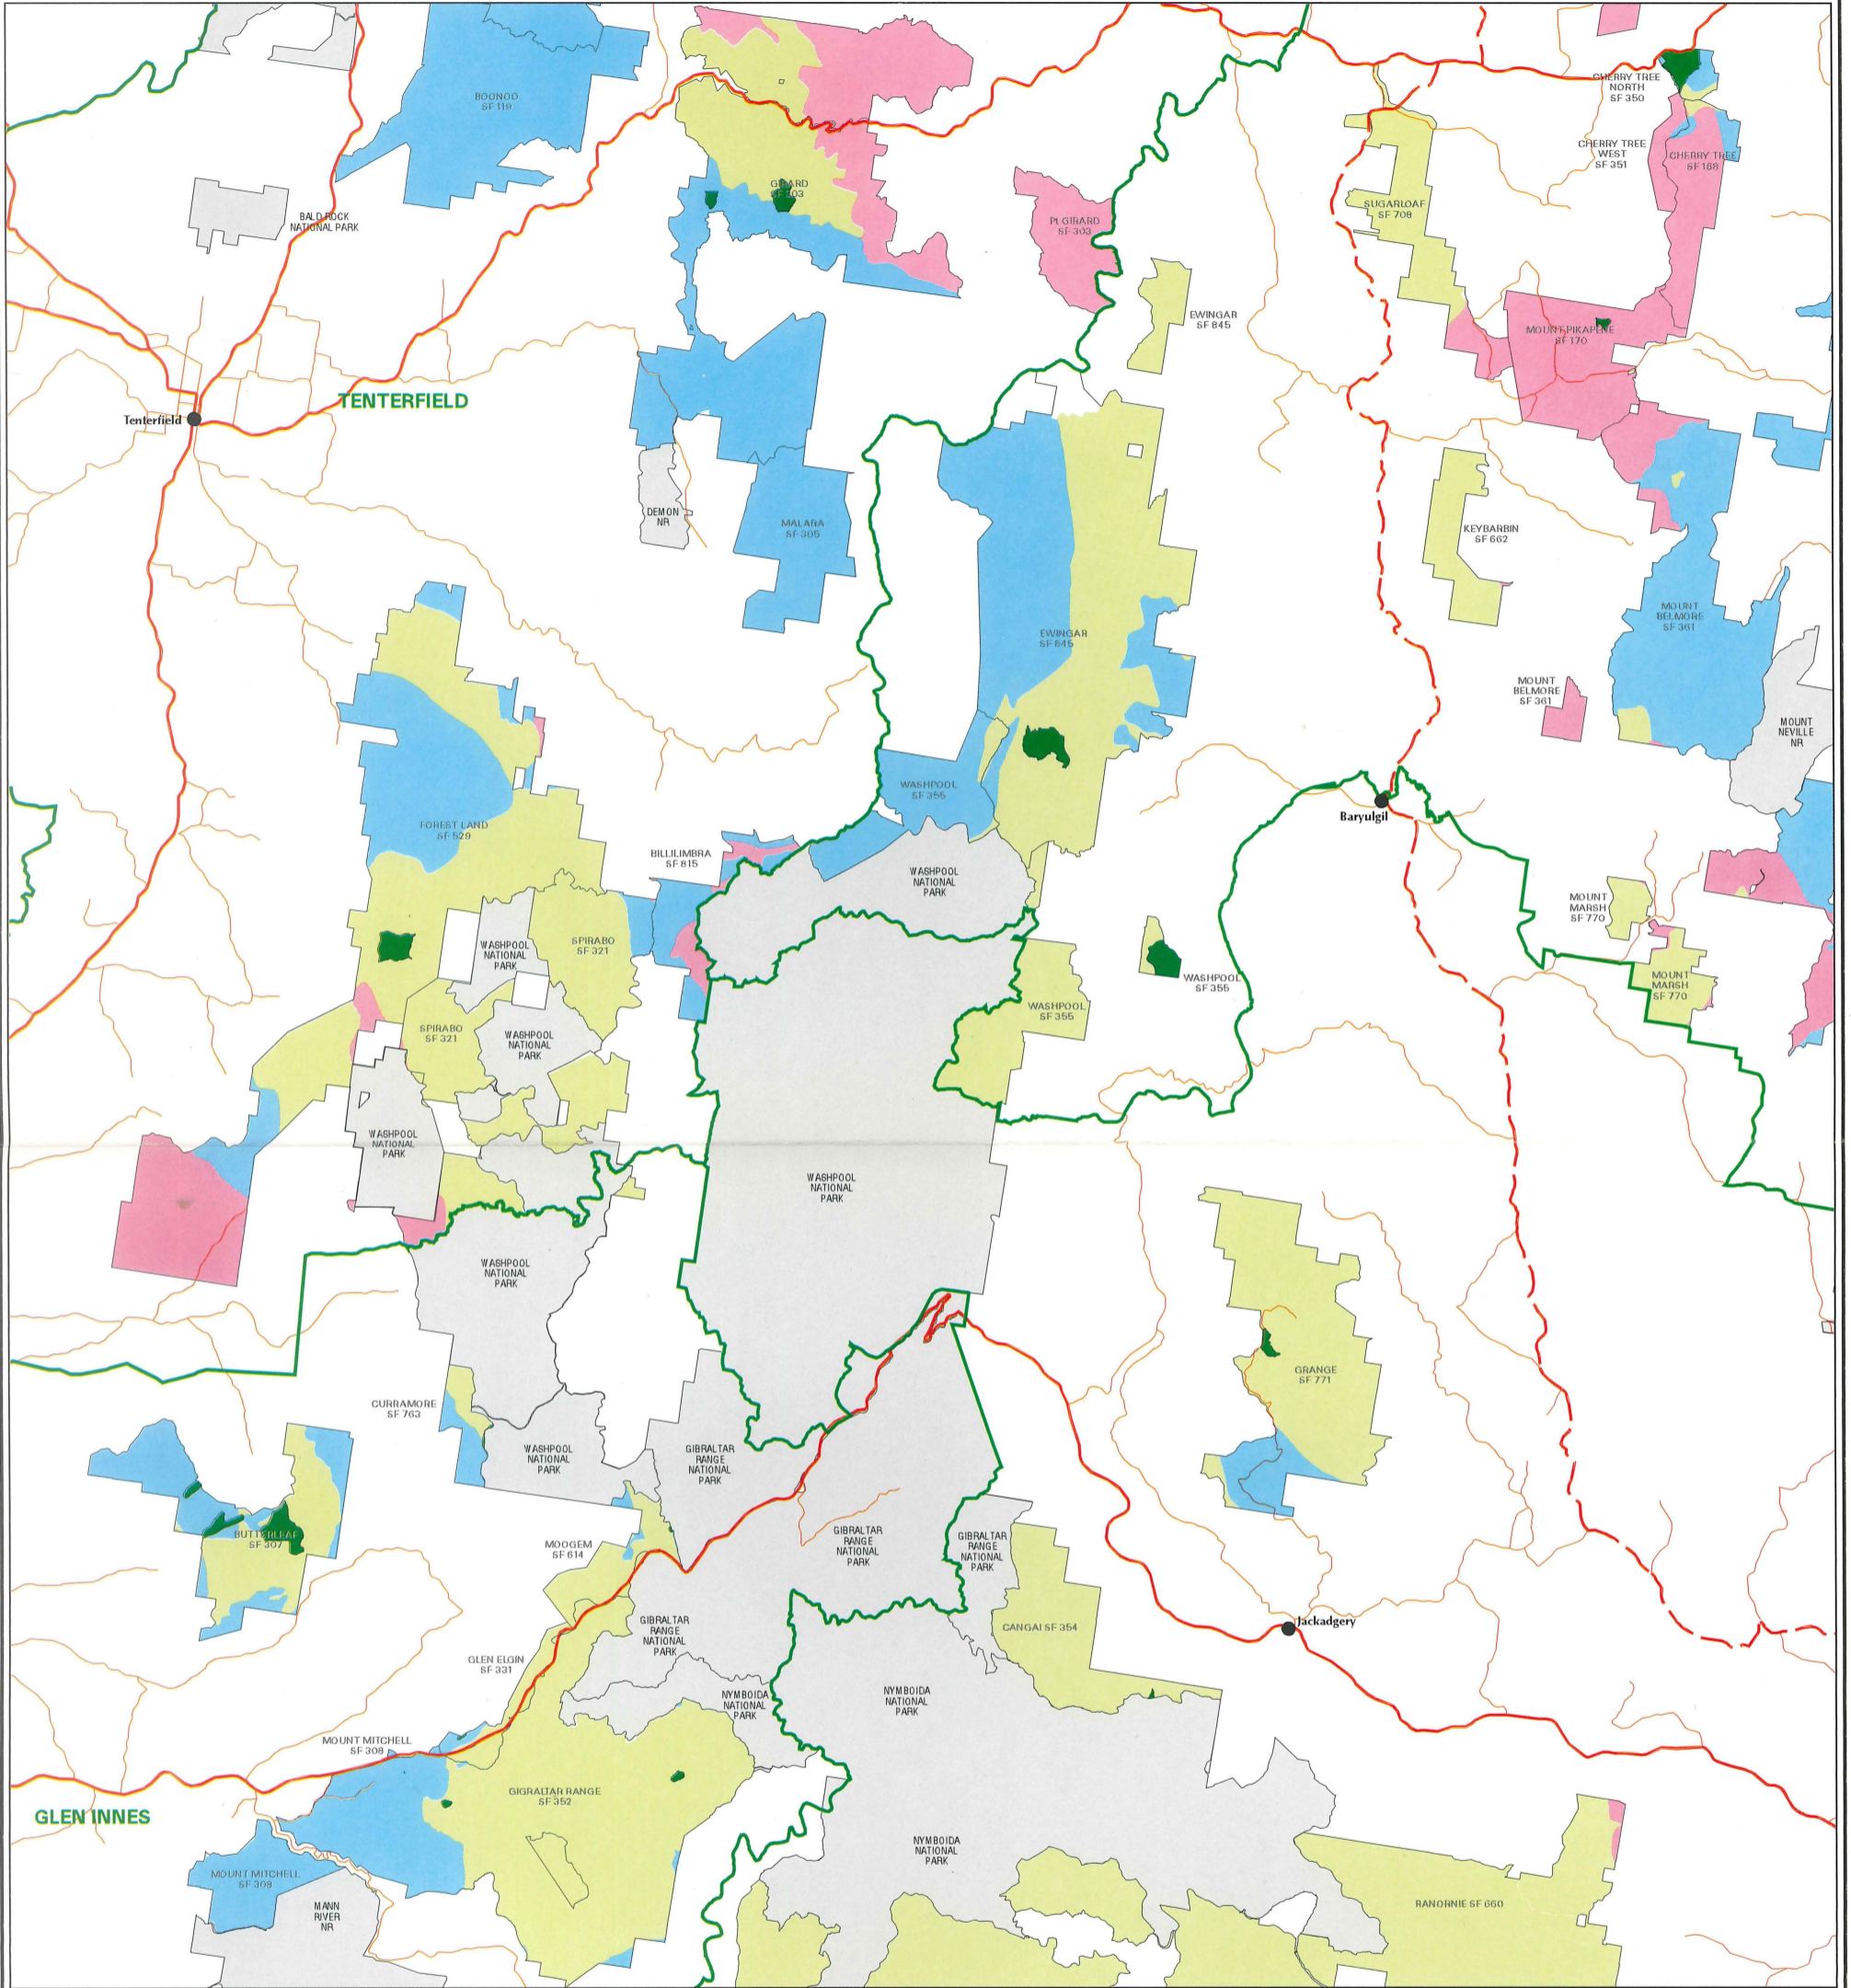 BOONOO
SF 119
CHERRY TREE
NORTH
SF 350
CHERRY TREE
WEST
SF 351
CHERRY TREE
SF 168
GIRARD
SF 303
BALD ROCK
NATIONAL PARK
Pt. GIRARD
SF 303
SUGARLOAF
SF 709
EWINGAR
SF 845
MOUNT PIKAPENE
SF 170
TENTERFIELD
Tenterfield
DEMON
NR
MALARA
SF 305
KEYBARBIN
SF 662
EWINGAR
SF 845
MOUNT
BELMORE
SF 361
MOUNT
BELMORE
SF 361
MOUNT
NEVILLE
NR
WASHPOOL
SF 355
Baryulgil
FOREST LAND
SF 529
BILLILIMBRA
SF 815
WASHPOOL
NATIONAL
PARK
MOUNT
MARSH
SF 770
WASHPOOL
NATIONAL
PARK
SPIRABO
SF 321
WASHPOOL
SF 355
MOUNT
MARSH
SF 770
WASHPOOL
SF 355
SPIRABO
SF 321
WASHPOOL
NATIONAL
PARK
WASHPOOL
NATIONAL
PARK
WASHPOOL
NATIONAL
PARK
WASHPOOL
NATIONAL
PARK
GRANGE
SF 771
CURRAMORE
SF 763
WASHPOOL
NATIONAL
PARK
GIBRALTAR
RANGE
NATIONAL
PARK
BUTTERLEAF
SF 307
MOOGEM
SF 614
GIBRALTAR
RANGE
NATIONAL
PARK
GIBRALTAR
RANGE
NATIONAL
PARK
GIBRALTAR
RANGE
NATIONAL
PARK
CANGAI SF 354
Jackadgery
GLEN ELGIN
SF 331
NYMBOIDA
NATIONAL
PARK
NYMBOIDA
NATIONAL
PARK
MOUNT MITCHELL
SF 308
GIGRALTAR RANGE
SF 352
GLEN INNES
NYMBOIDA
NATIONAL
PARK
MOUNT MITCHELL
SF 308
MANN
RIVER
NR
RANORNIE SF 660